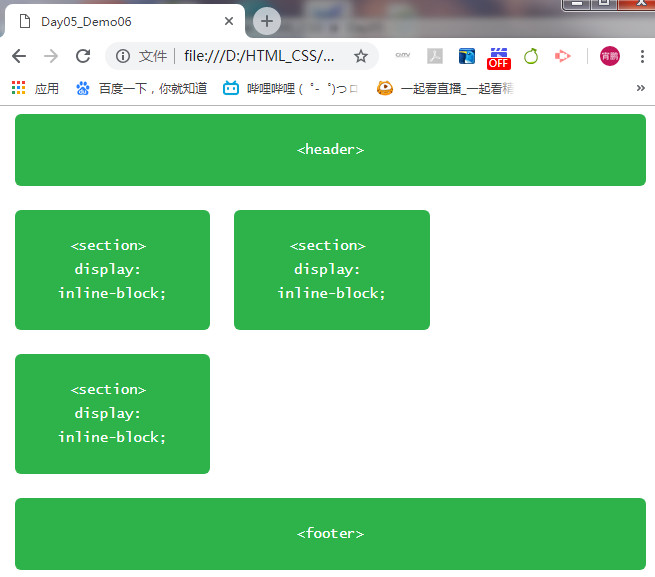 Day05_Demo06
文件 file:///D:/HTML_CSS/...
OFF
宵鹏
应用 百度一下，你就知道 哔哩哔哩 ( ゜- ゜)つロ 一起看直播_一起看
<header>
<section> <section>
display: display:
inline-block; inline-block;
<section>
display:
inline-block;
<footer>